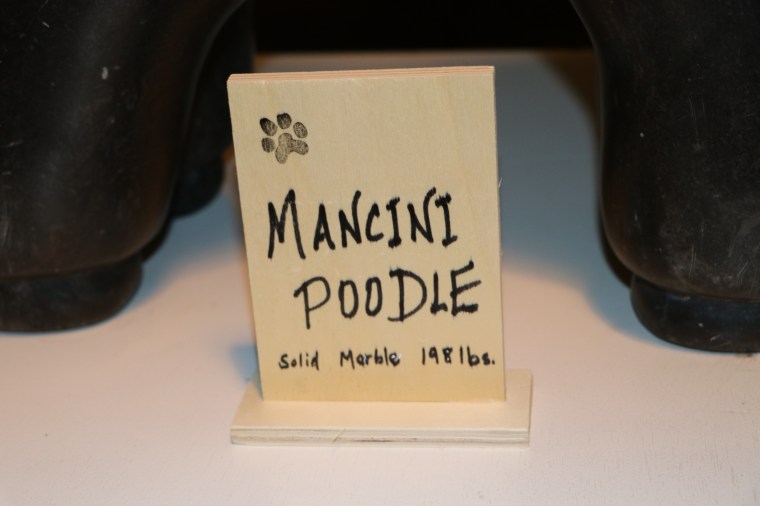 MANCINI
POODLE
Solid Marble 198 lbs.